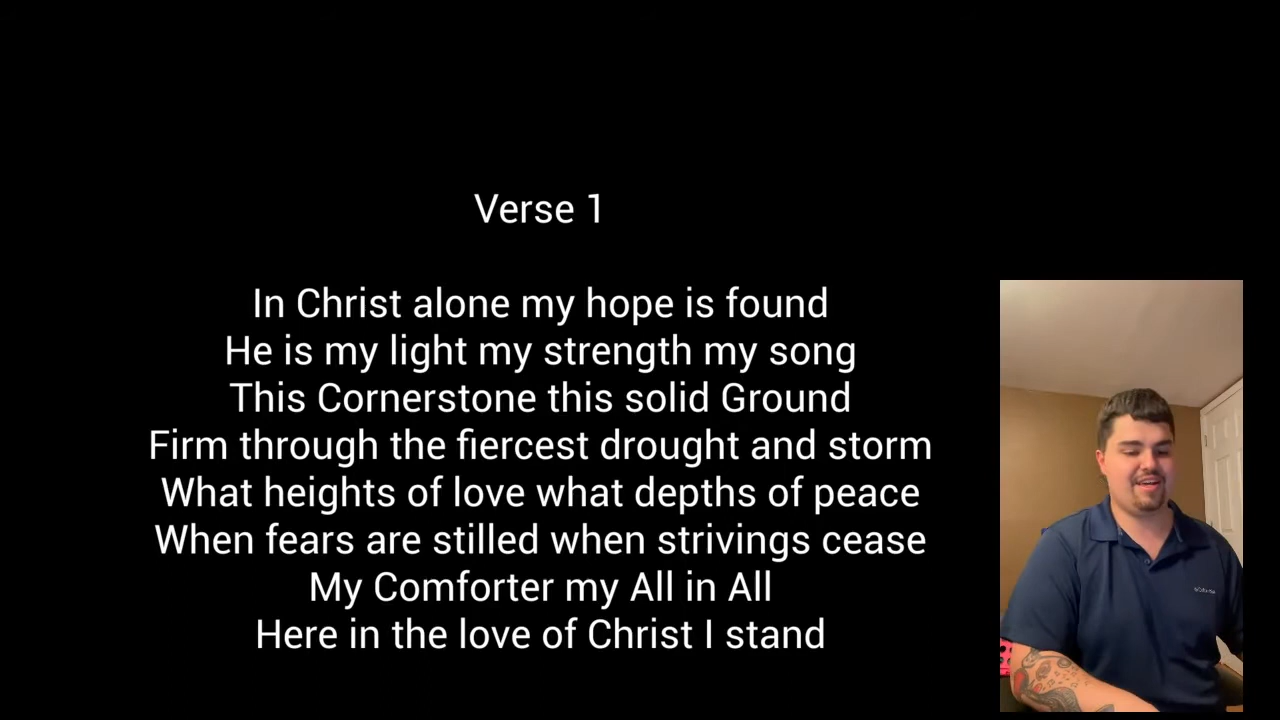 Verse 1
In Christ alone my hope is found
He is my light my strength my song
This Cornerstone this solid Ground
Firm through the fiercest drought and storm
What heights of love what depths of peace
When fears are stilled when strivings cease
My Comforter my All in All
Here in the love of Christ I stand